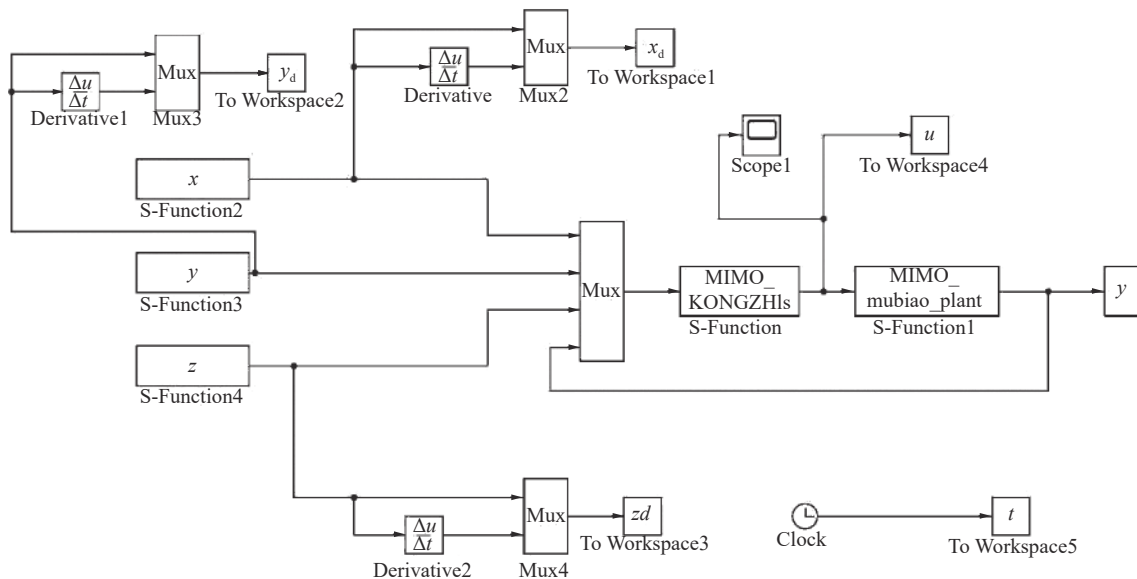 Δu
Δt
Derivative1
Mux
Mux3
y_d
To Workspace2
Δu
Δt
Derivative
Mux
Mux2
x_d
To Workspace1
x
S-Function2
y
S-Function3
z
S-Function4
Mux
Scope1
u
To Workspace4
MIMO_
KONGZHIs
S-Function
MIMO_
mubiao_plant
S-Function1
y
Δu
Δt
Derivative2
Mux
Mux4
zd
To Workspace3
Clock
t
To Workspace5